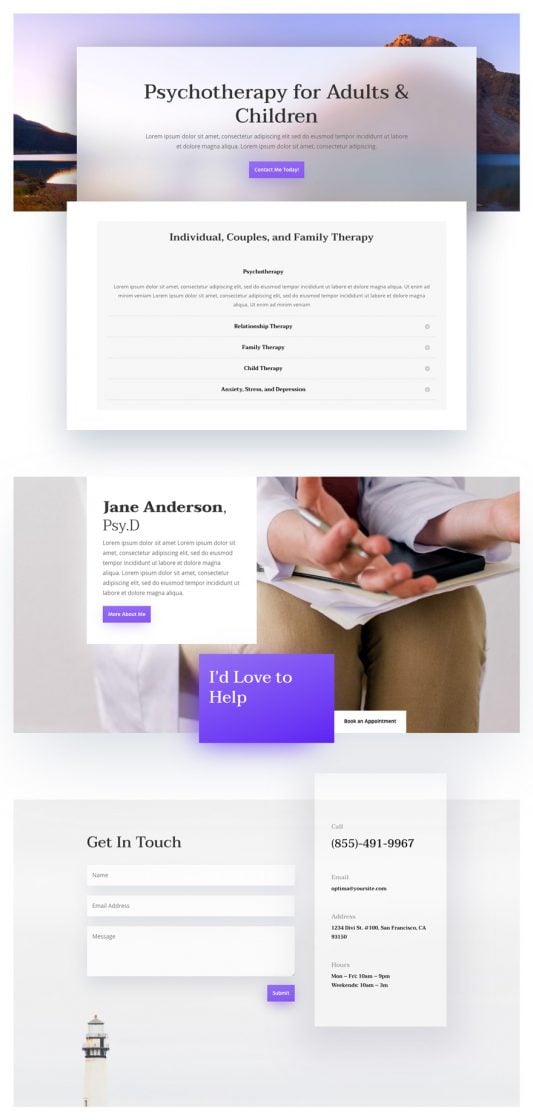 Psychotherapy for Adults &
Children
Lorem ipsum dolor sit amet, consectetur adipiscing elit sed do eiusmod tempor incididunt ut labore
et dolore magna aliqua. Lorem ipsum dolor sit amet, consectetur adipiscing.
Contact Me Today!
Individual, Couples, and Family Therapy
Psychotherapy
Lorem ipsum dolor sit amet, consectetur adipiscing elit, sed do eiusmod tempor incididunt ut labore et dolore magna aliqua. Ut enim ad
minim veniam Lorem ipsum dolor sit amet, consectetur adipiscing elit, sed do eiusmod tempor incididunt ut labore et dolore magna
aliqua, Ut enim ad minim veniam
Relationship Therapy
Family Therapy
Child Therapy
Anxiety, Stress, and Depression
Jane Anderson,
Psy.D
Lorem ipsum dolor sit amet Lorem ipsum dolor sit
amet, consectetur adipiscing elit, sed do eiusmod
tempor incididunt ut labore et dolore magna
aliqua. Lorem ipsum dolor sit amet, consectetur
adipiscing elit, sed do eiusmod tempor incididunt ut
labore et dolore magna aliqua.
More About Me
I'd Love to
Help
Book an Appointment
Get In Touch
Name
Email Address
Message
Submit
Call
(855)-491-9967
Email
optima@yoursite.com
Address
1234 Divi St. #100, San Francisco, CA
93150
Hours
Mon – Fri: 10am – 9pm
Weekends: 10am – 3m